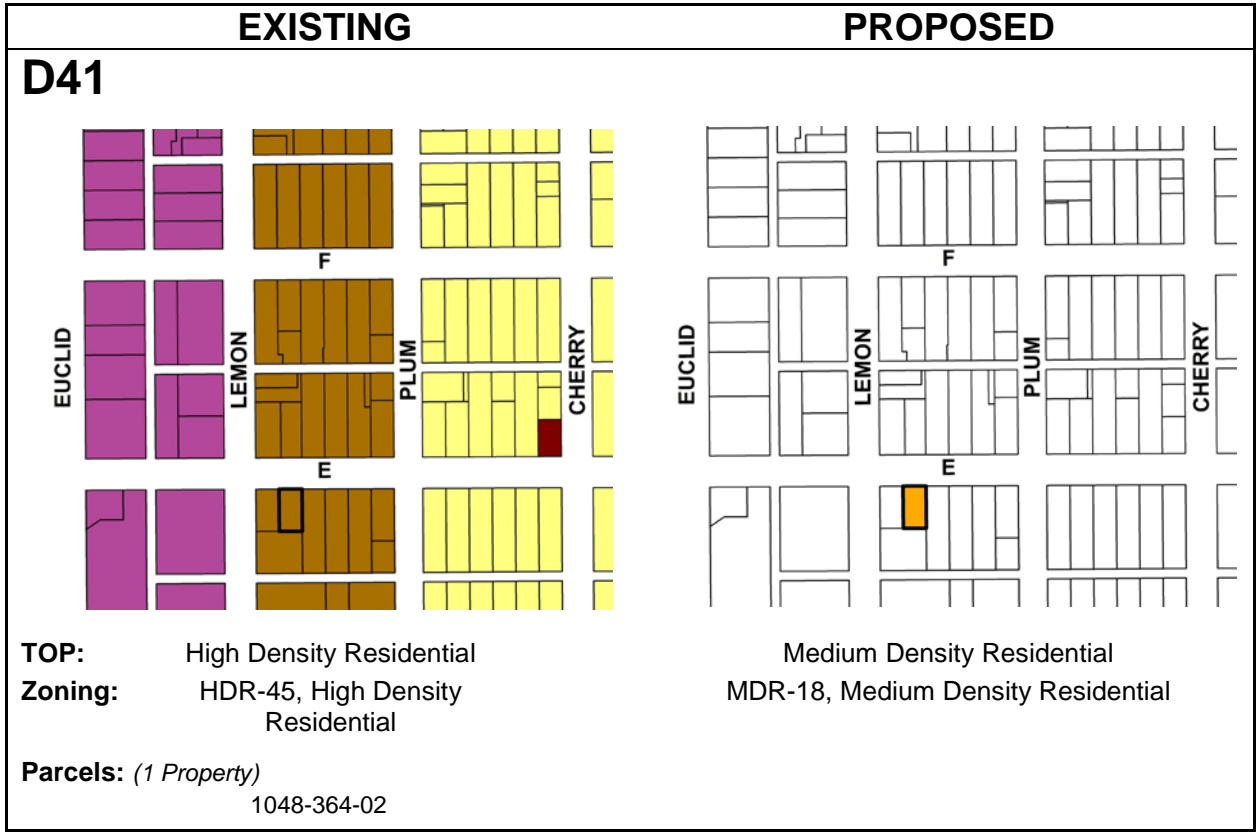 EXISTING
PROPOSED
D41
F
EUCLID
LEMON
PLUM
CHERRY
E
F
EUCLID
LEMON
PLUM
CHERRY
E
TOP: High Density Residential
Medium Density Residential
Zoning: HDR-45, High Density
Residential
MDR-18, Medium Density Residential
Parcels: (1 Property)
1048-364-02